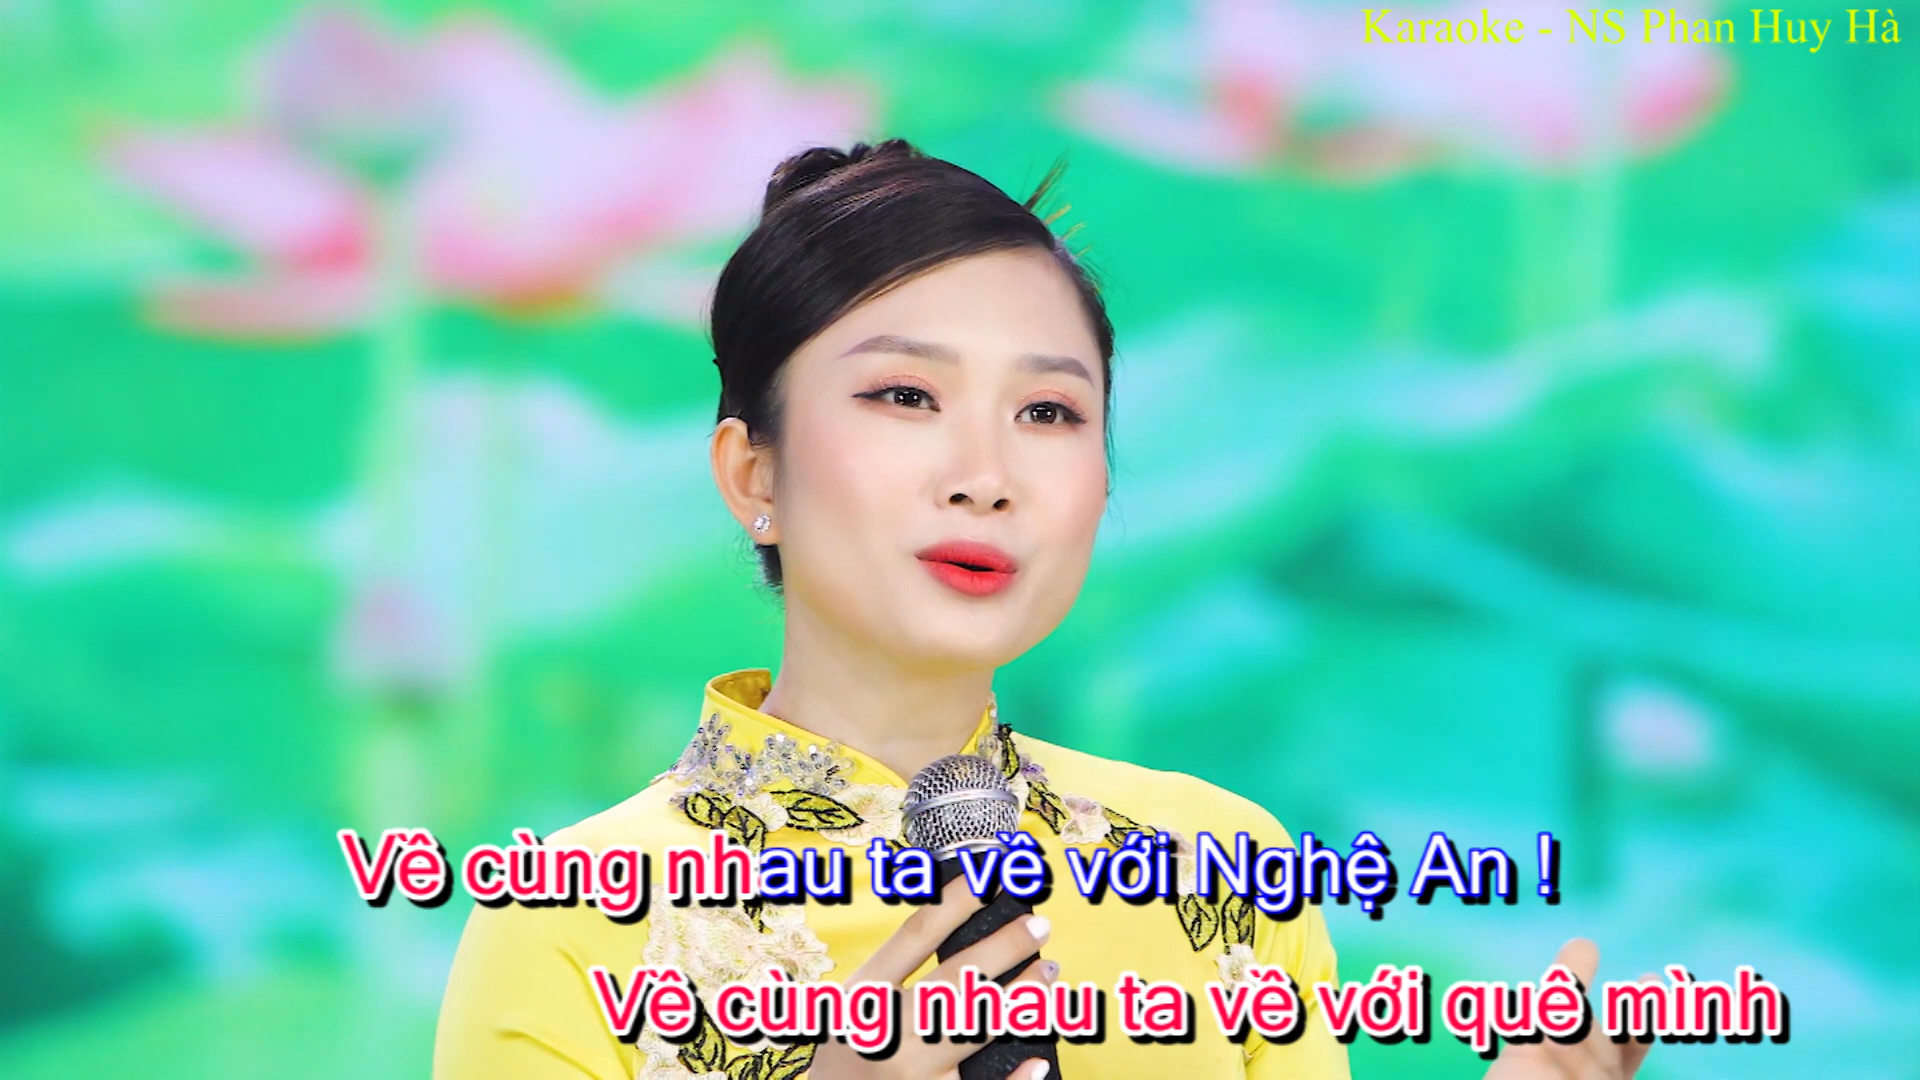 Karaoke - NS Phan Huy Hà
Về cùng nhau ta về với Nghệ An !
Về cùng nhau ta về với quê mình